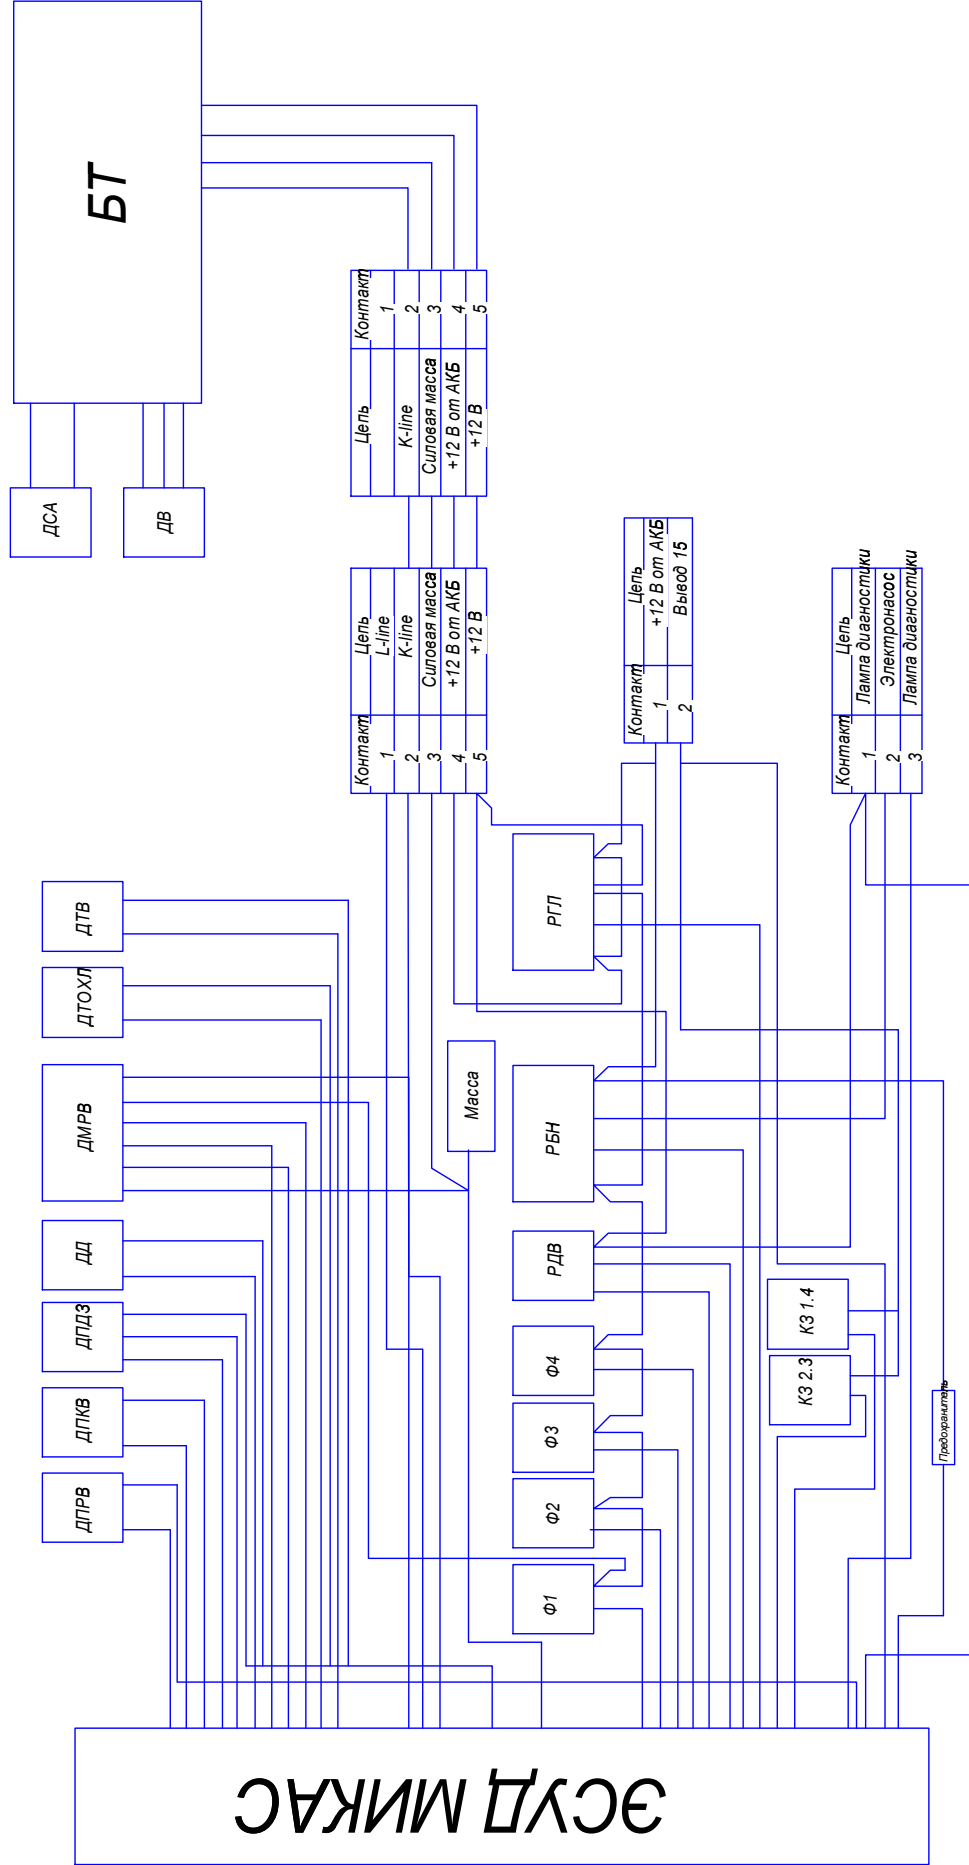 БТ
ДСА
ДВ
Контакт
Цепь
1
2
K-line
3
Силовая масса
4
+12 В от АКБ
5
+12 В
Контакт
Цепь
1
L-line
2
K-line
3
Силовая масса
4
+12 В от АКБ
5
+12 В
Контакт
Цепь
1
+12 В от АКБ
2
Вывод 15
Контакт
Цепь
1
Лампа диагностики
2
Электронасос
3
Лампа диагностики
ДТВ
ДТОХЛ
ДМРВ
ДД
ДПДЗ
ДПКВ
ДПРВ
Масса
РГЛ
РБН
РДВ
Ф4
Ф3
Ф2
Ф1
КЗ 1.4
КЗ 2.3
Предохранитель
ЭСУД МИКАС